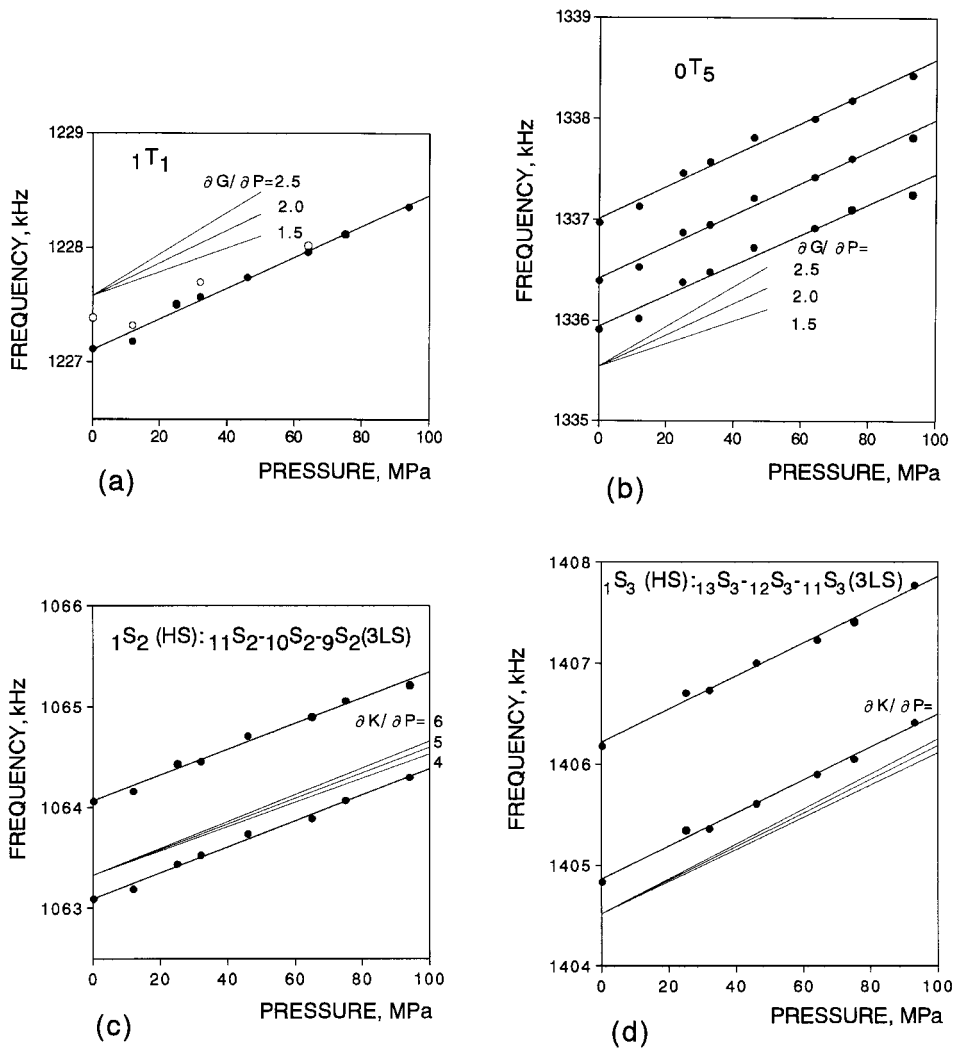 1229
1228
1227
FREQUENCY, kHz
1T1
∂G/∂P=2.5
2.0
1.5
0 20 40 60 80 100
PRESSURE, MPa
(a)
1339
1338
1337
1336
1335
FREQUENCY, kHz
0T5
∂G/∂P=
2.5
2.0
1.5
0 20 40 60 80 100
PRESSURE, MPa
(b)
1066
1065
1064
1063
FREQUENCY, kHz
1S2 (HS): 11S2-10S2-9S2(3LS)
∂K/∂P= 6
5
4
0 20 40 60 80 100
PRESSURE, MPa
(c)
1408
1407
1406
1405
1404
FREQUENCY, kHz
1S3 (HS):13S3-12S3-11S3(3LS)
∂K/∂P=
0 20 40 60 80 100
PRESSURE, MPa
(d)